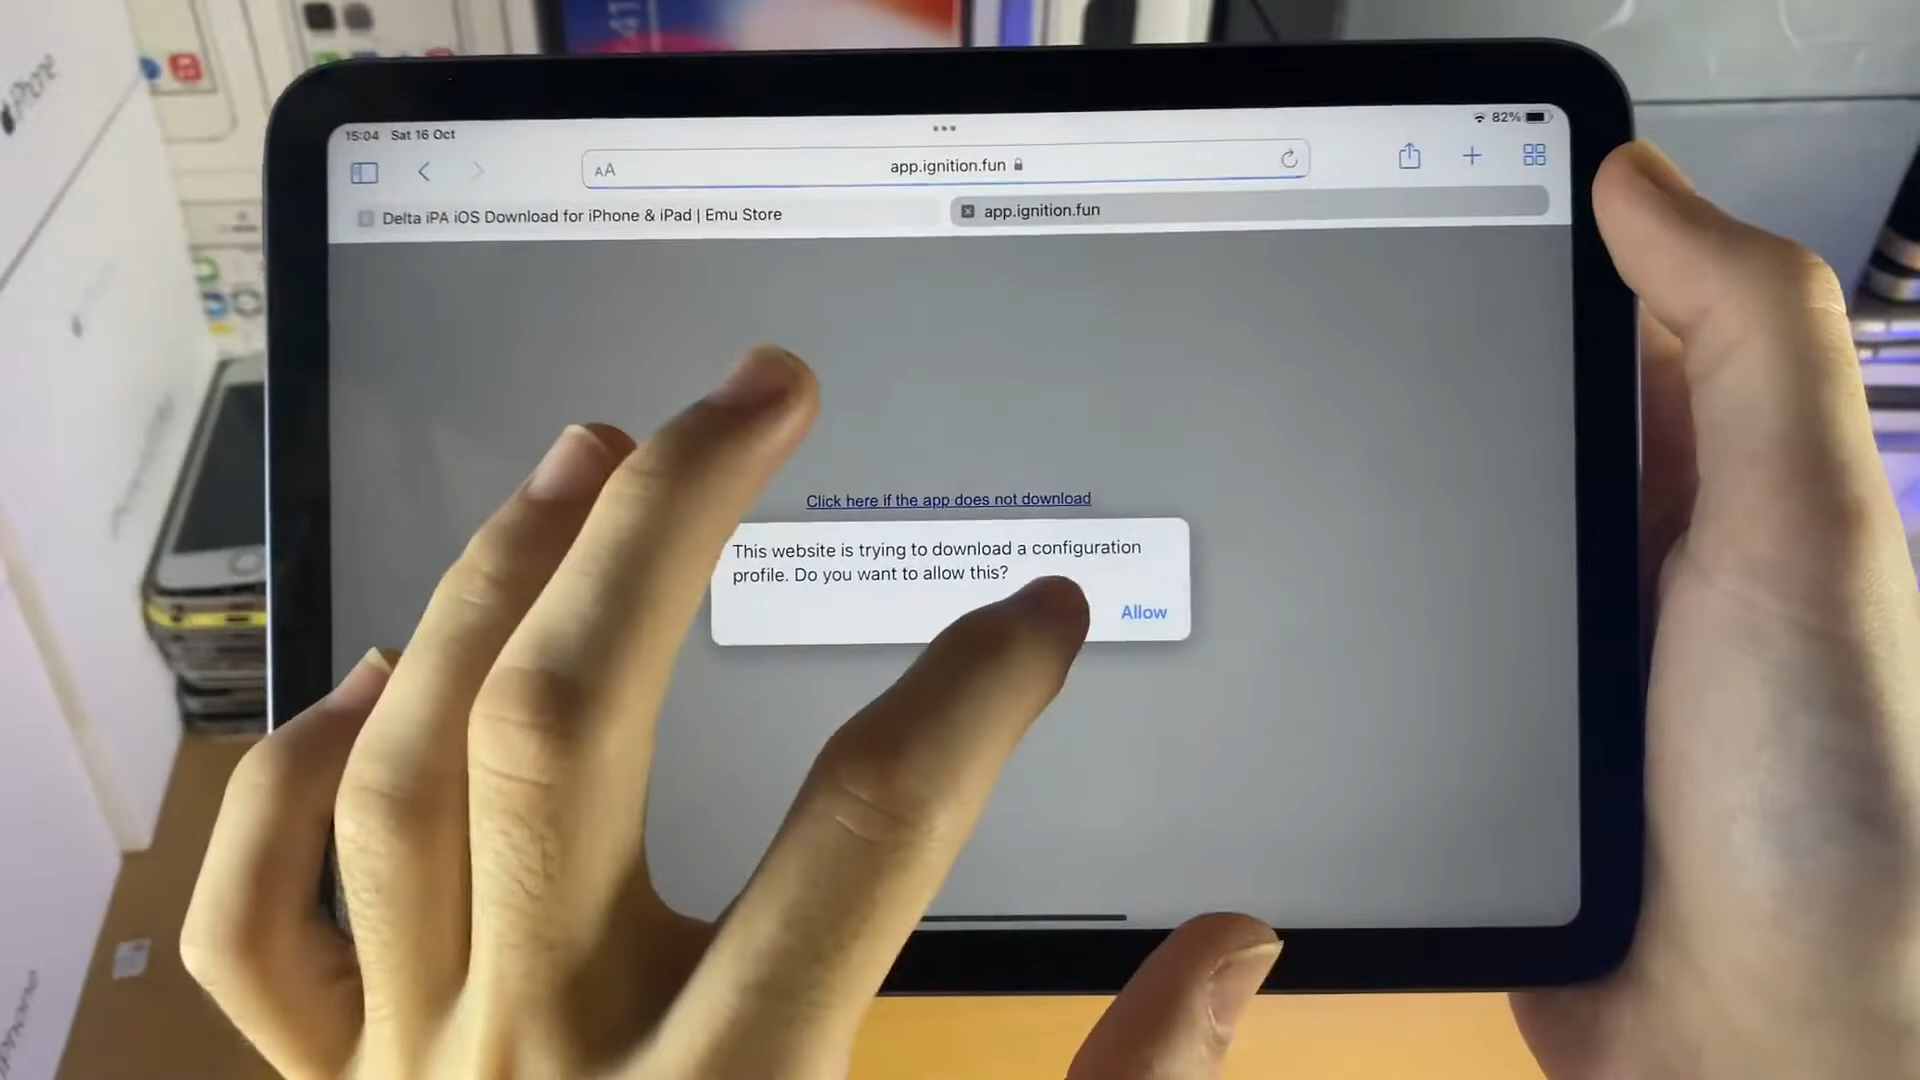 iPhone
15:04 Sat 16 Oct
82%
AA
app.ignition.fun
Delta iPA iOS Download for iPhone & iPad | Emu Store
app.ignition.fun
Click here if the app does not download
This website is trying to download a configuration
profile. Do you want to allow this?
Allow
iPhone